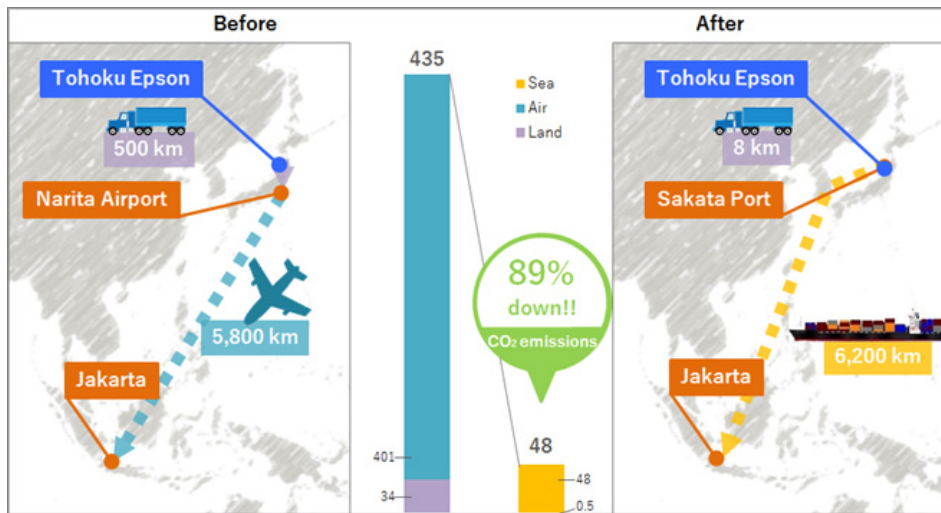 Before
Tohoku Epson
500 km
Narita Airport
5,800 km
Jakarta
435
Sea
Air
Land
89%
down!!
CO₂ emissions
401
34
48
48
0.5
After
Tohoku Epson
8 km
Sakata Port
6,200 km
Jakarta